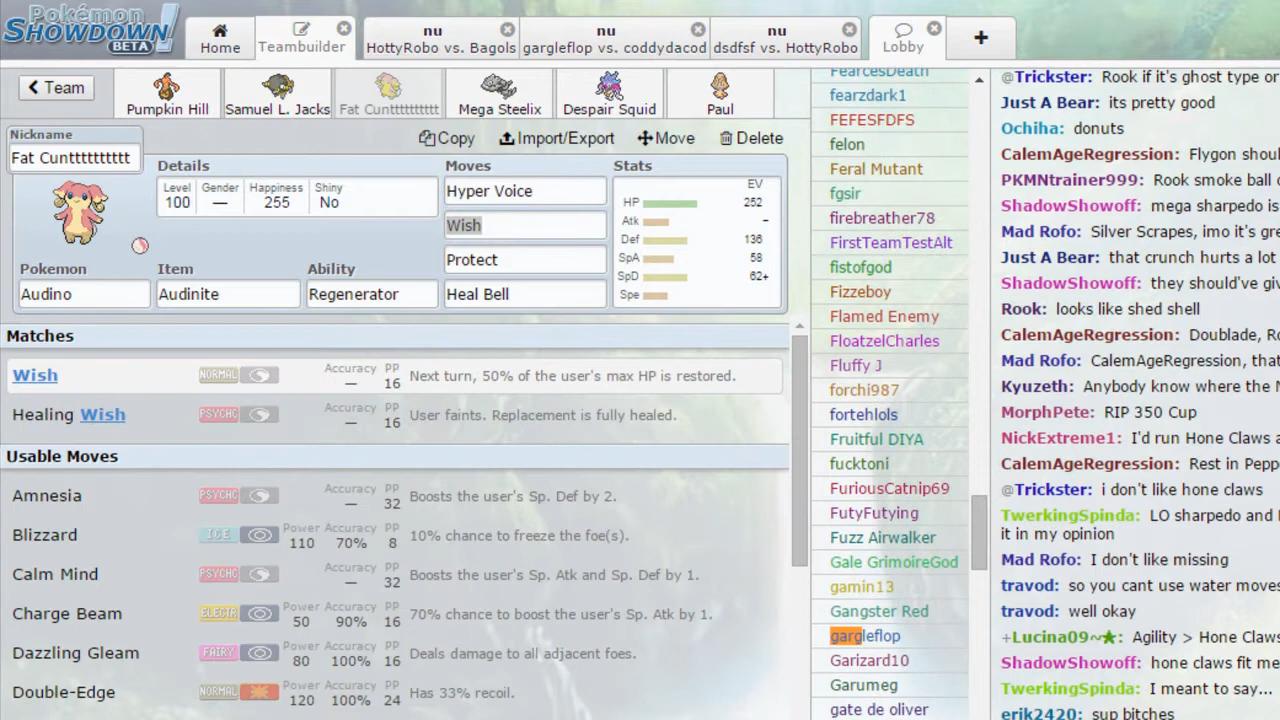 Pokémon
SHOWDOWN!
BETA
Home
Teambuilder
nu
HottyRobo vs. Bagols
nu
gargleflop vs. coddydacod
nu
dsdfsf vs. HottyRobo
Lobby
+
Team
Pumpkin Hill
Samuel L. Jacks
Fat Cuntttttttttt
Mega Steelix
Despair Squid
Paul
Nickname
Fat Cuntttttttttt
Copy
Import/Export
Move
Delete
Details
Level Gender Happiness Shiny
100 — 255 No
Pokemon
Audino
Item
Audinite
Ability
Regenerator
Moves
Hyper Voice
Wish
Protect
Heal Bell
Stats
EV
HP 252
Atk -
Def 136
SpA 58
SpD 62+
Spe
Matches
Wish NORMAL Accuracy — PP 16 Next turn, 50% of the user's max HP is restored.
Healing Wish PSYCHC Accuracy — PP 16 User faints. Replacement is fully healed.
Usable Moves
Amnesia PSYCHC Accuracy — PP 32 Boosts the user's Sp. Def by 2.
Blizzard ICE Power 110 Accuracy 70% PP 8 10% chance to freeze the foe(s).
Calm Mind PSYCHC Accuracy — PP 32 Boosts the user's Sp. Atk and Sp. Def by 1.
Charge Beam ELECTR Power 50 Accuracy 90% PP 16 70% chance to boost the user's Sp. Atk by 1.
Dazzling Gleam FAIRY Power 80 Accuracy 100% PP 16 Deals damage to all adjacent foes.
Double-Edge NORMAL Power 120 Accuracy 100% PP 24 Has 33% recoil.
FearcesDeath
fearzdark1
FEFESFDFS
felon
Feral Mutant
fgsir
firebreather78
FirstTeamTestAlt
fistofgod
Fizzeboy
Flamed Enemy
FloatzelCharles
Fluffy J
forchi987
fortehlols
Fruitful DIYA
fucktoni
FuriousCatnip69
FutyFutying
Fuzz Airwalker
Gale GrimoireGod
gamin13
Gangster Red
gargleflop
Garizard10
Garumeg
gate de oliver
@Trickster: Rook if it's ghost type or
Just A Bear: its pretty good
Ochiha: donuts
CalemAgeRegression: Flygon shoul
PKMNtrainer999: Rook smoke ball o
ShadowShowoff: mega sharpedo is
Mad Rofo: Silver Scrapes, imo it's gre
Just A Bear: that crunch hurts a lot
ShadowShowoff: they should've giv
Rook: looks like shed shell
CalemAgeRegression: Doublade, Ro
Mad Rofo: CalemAgeRegression, that
Kyuzeth: Anybody know where the N
MorphPete: RIP 350 Cup
NickExtreme1: I'd run Hone Claws a
CalemAgeRegression: Rest in Pepp
@Trickster: i don't like hone claws
TwerkingSpinda: LO sharpedo and
it in my opinion
Mad Rofo: I don't like missing
travod: so you cant use water moves
travod: well okay
+Lucina09~★: Agility > Hone Claws
ShadowShowoff: hone claws fit me
TwerkingSpinda: I meant to say...
erik2420: sup bitches